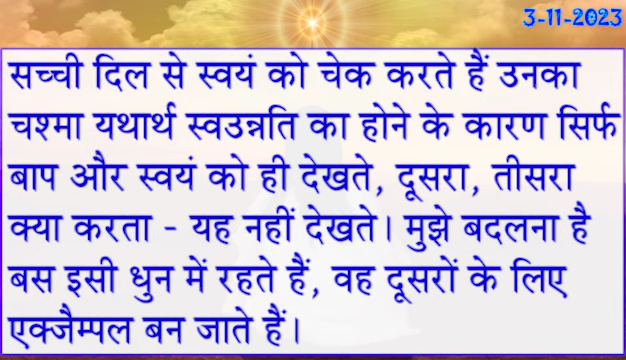 3-11-2023
सच्ची दिल से स्वयं को चेक करते हैं उनका
चश्मा यथार्थ स्वउन्नति का होने के कारण सिर्फ
बाप और स्वयं को ही देखते, दूसरा, तीसरा
क्या करता - यह नहीं देखते। मुझे बदलना है
बस इसी धुन में रहते हैं, वह दूसरों के लिए
एक्जैम्पल बन जाते हैं।